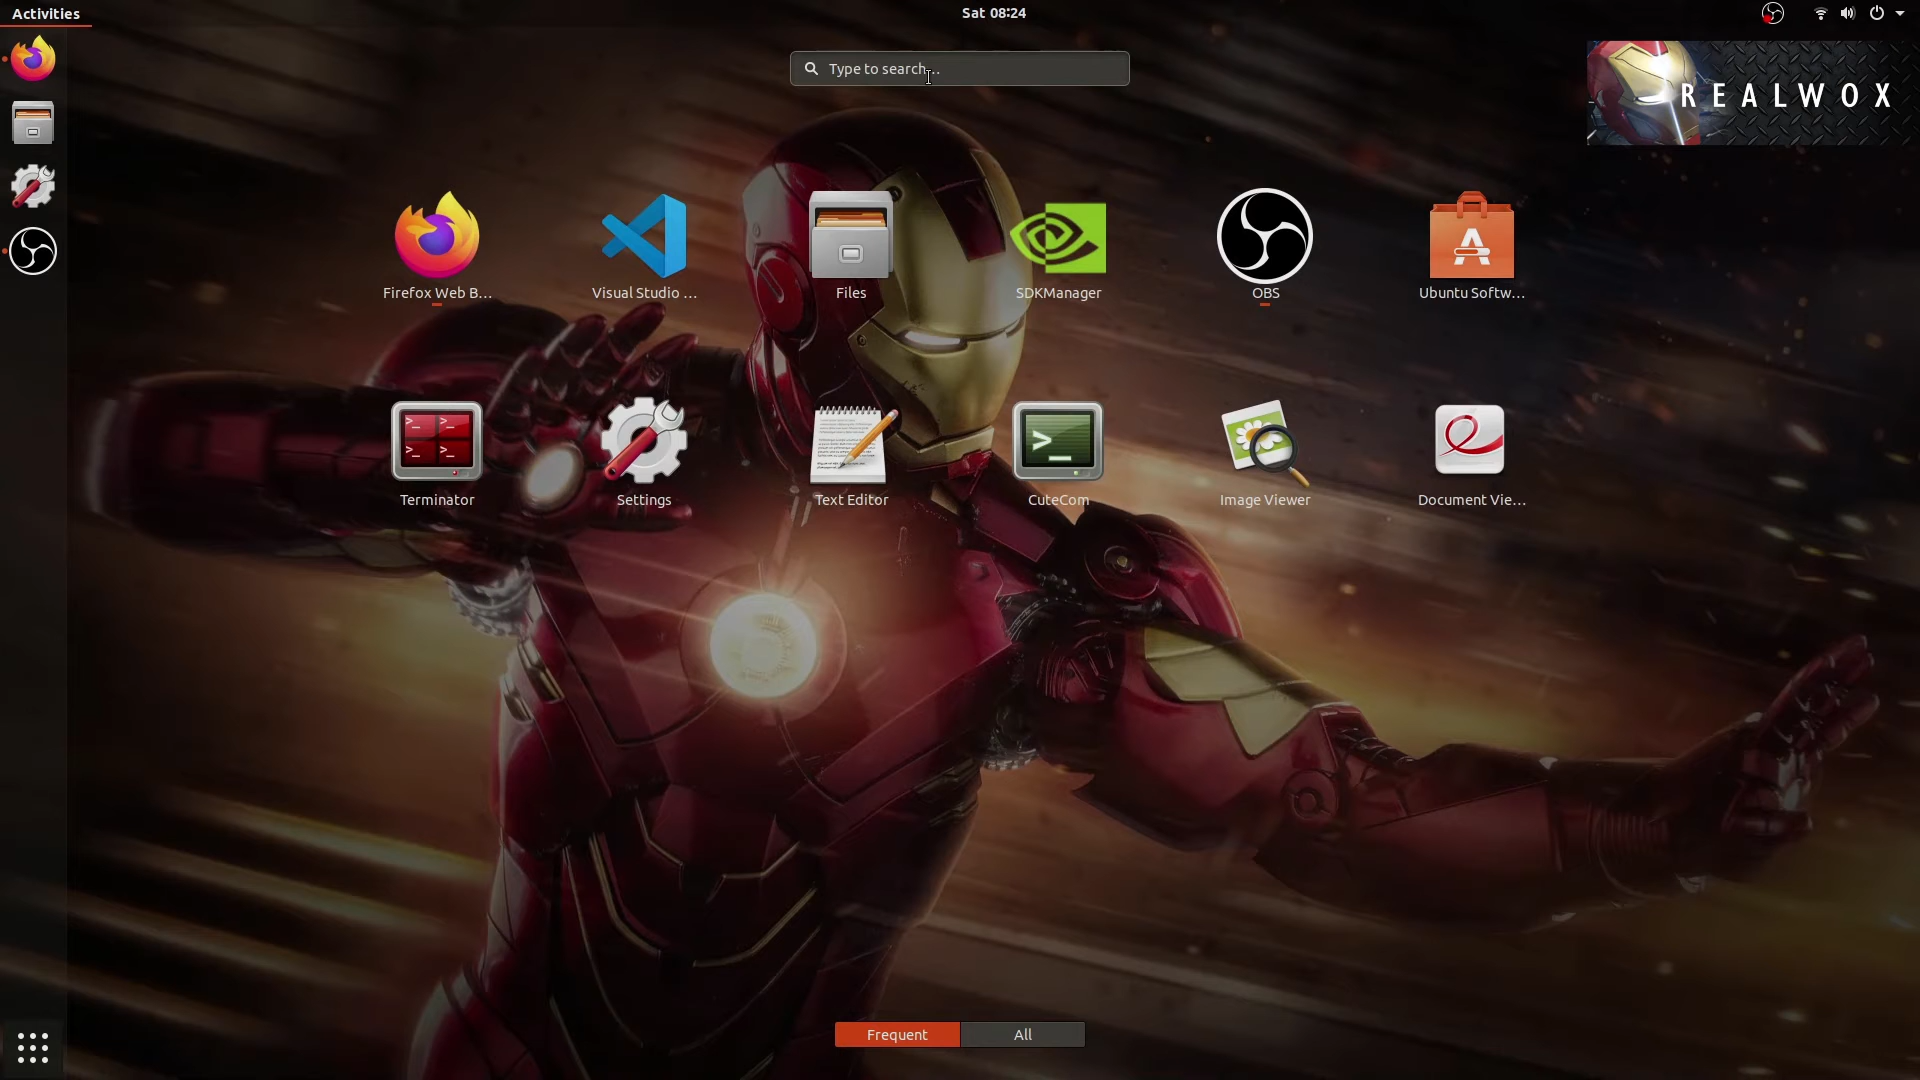 Activities
Sat 08:24
Type to search...
REALWOX
Firefox Web B...
Visual Studio ...
Files
SDKManager
OBS
Ubuntu Softw...
Terminator
Settings
Text Editor
CuteCom
Image Viewer
Document Vie...
Frequent
All